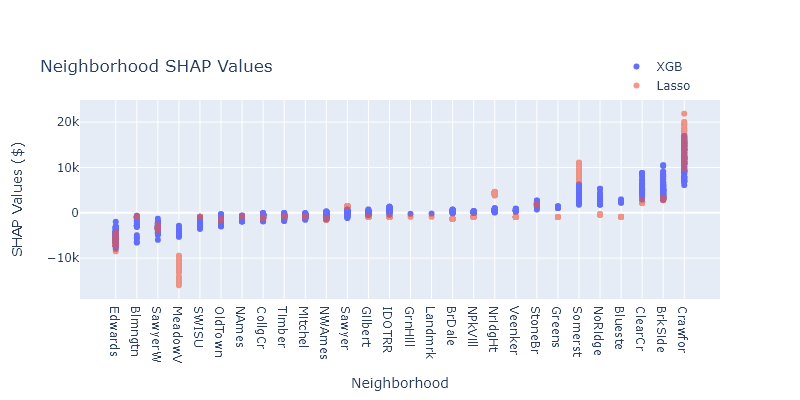 Neighborhood SHAP Values
XGB
Lasso
SHAP Values ($)
20k
10k
0
−10k
Edwards
Blmngtn
SawyerW
MeadowV
SWISU
OldTown
NAmes
CollgCr
Timber
Mitchel
NWAmes
Sawyer
Gilbert
IDOTRR
GrnHill
Landmrk
BrDale
NPkVill
NridgHt
Veenker
StoneBr
Greens
Somerst
NoRidge
Blueste
ClearCr
BrkSide
Crawfor
Neighborhood